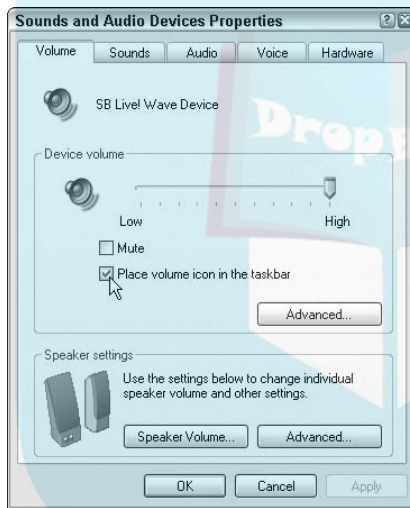 Sounds and Audio Devices Properties
Volume Sounds Audio Voice Hardware
SB Live! Wave Device
Device volume
Low High
Mute
Place volume icon in the taskbar
Advanced...
Speaker settings
Use the settings below to change individual
speaker volume and other settings.
Speaker Volume... Advanced...
OK Cancel Apply